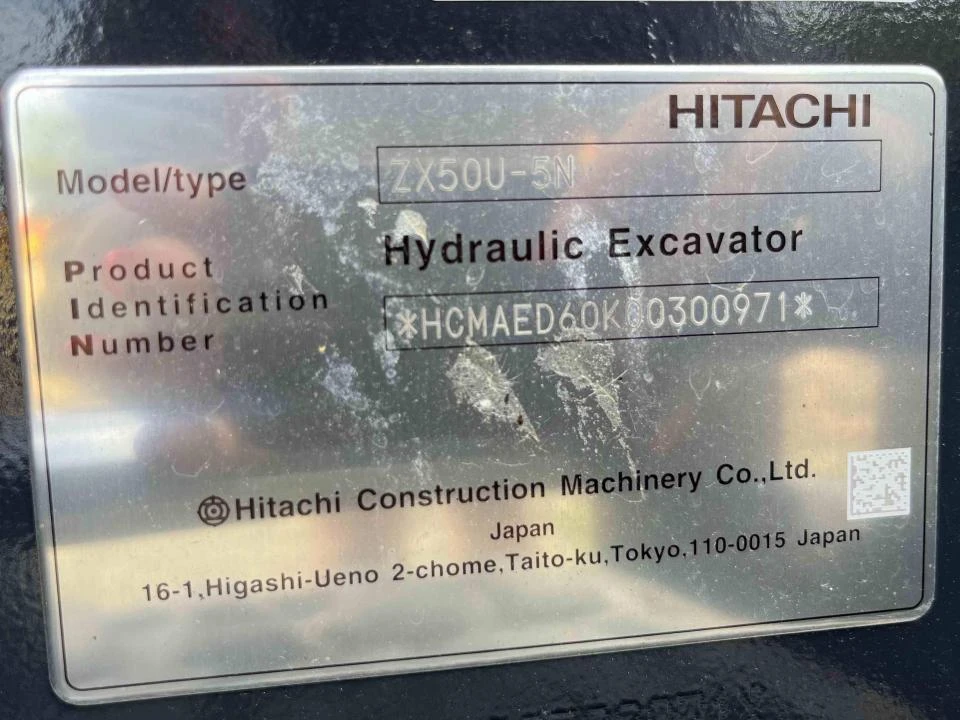 HITACHI
Model/type ZX50U-5N
Hydraulic Excavator
Product
Identification
Number *HCMAED60K00300971*
Hitachi Construction Machinery Co.,Ltd.
Japan
16-1,Higashi-Ueno 2-chome,Taito-ku,Tokyo,110-0015 Japan